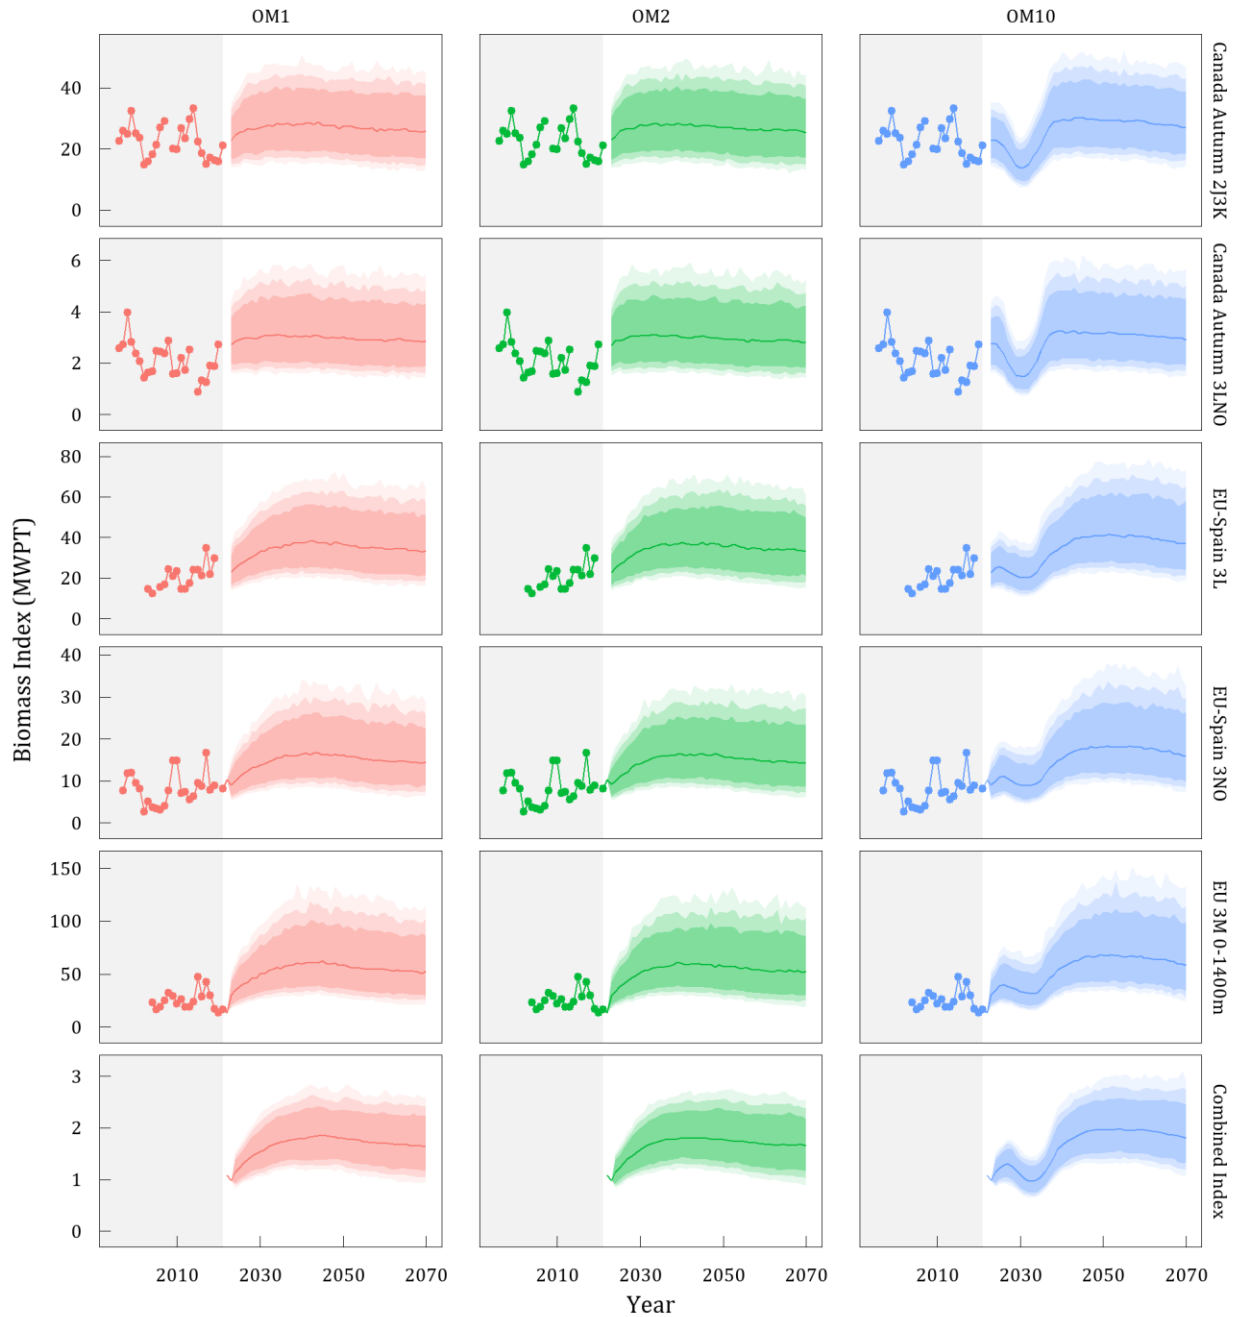 OM1 OM2 OM10
40
20
0
Canada Autumn 2J3K
6
4
2
0
Canada Autumn 3LNO
80
60
40
20
0
EU-Spain 3L
40
30
20
10
0
EU-Spain 3NO
150
100
50
0
EU 3M 0-1400m
3
2
1
0
Combined Index
Biomass Index (MWPT)
2010 2030 2050 2070 2010 2030 2050 2070 2010 2030 2050 2070
Year